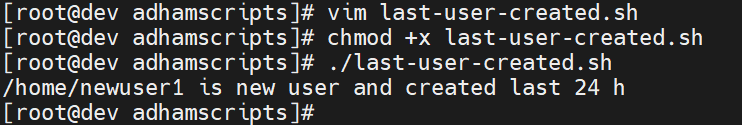 [root@dev adhamscripts]# vim last-user-created.sh
[root@dev adhamscripts]# chmod +x last-user-created.sh
[root@dev adhamscripts]# ./last-user-created.sh
/home/newuser1 is new user and created last 24 h
[root@dev adhamscripts]#